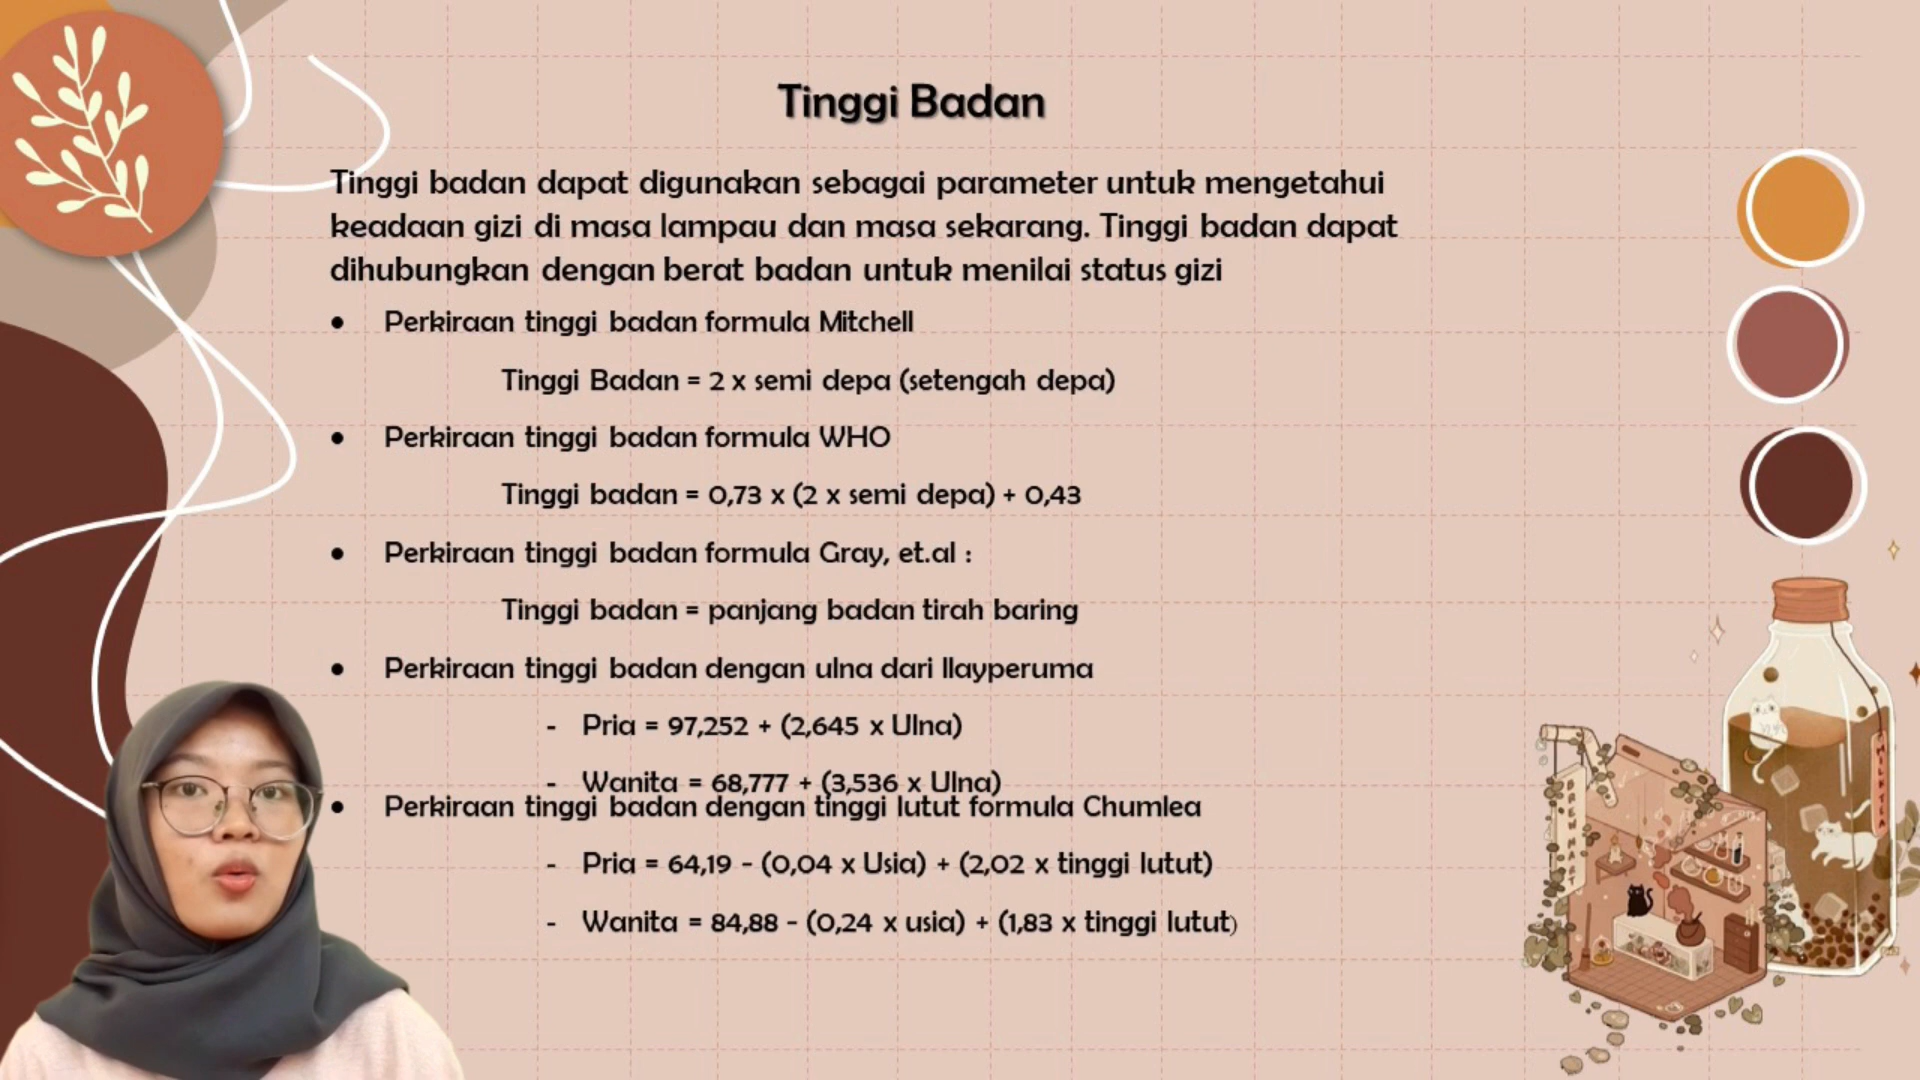 Tinggi Badan
Tinggi badan dapat digunakan sebagai parameter untuk mengetahui
keadaan gizi di masa lampau dan masa sekarang. Tinggi badan dapat
dihubungkan dengan berat badan untuk menilai status gizi
• Perkiraan tinggi badan formula Mitchell
Tinggi Badan = 2 x semi depa (setengah depa)
• Perkiraan tinggi badan formula WHO
Tinggi badan = 0,73 x (2 x semi depa) + 0,43
• Perkiraan tinggi badan formula Gray, et.al :
Tinggi badan = panjang badan tirah baring
• Perkiraan tinggi badan dengan ulna dari Ilayperuma
- Pria = 97,252 + (2,645 x Ulna)
- Wanita = 68,777 + (3,536 x Ulna)
• Perkiraan tinggi badan dengan tinggi lutut formula Chumlea
- Pria = 64,19 - (0,04 x Usia) + (2,02 x tinggi lutut)
- Wanita = 84,88 - (0,24 x usia) + (1,83 x tinggi lutut)
MILKTEA